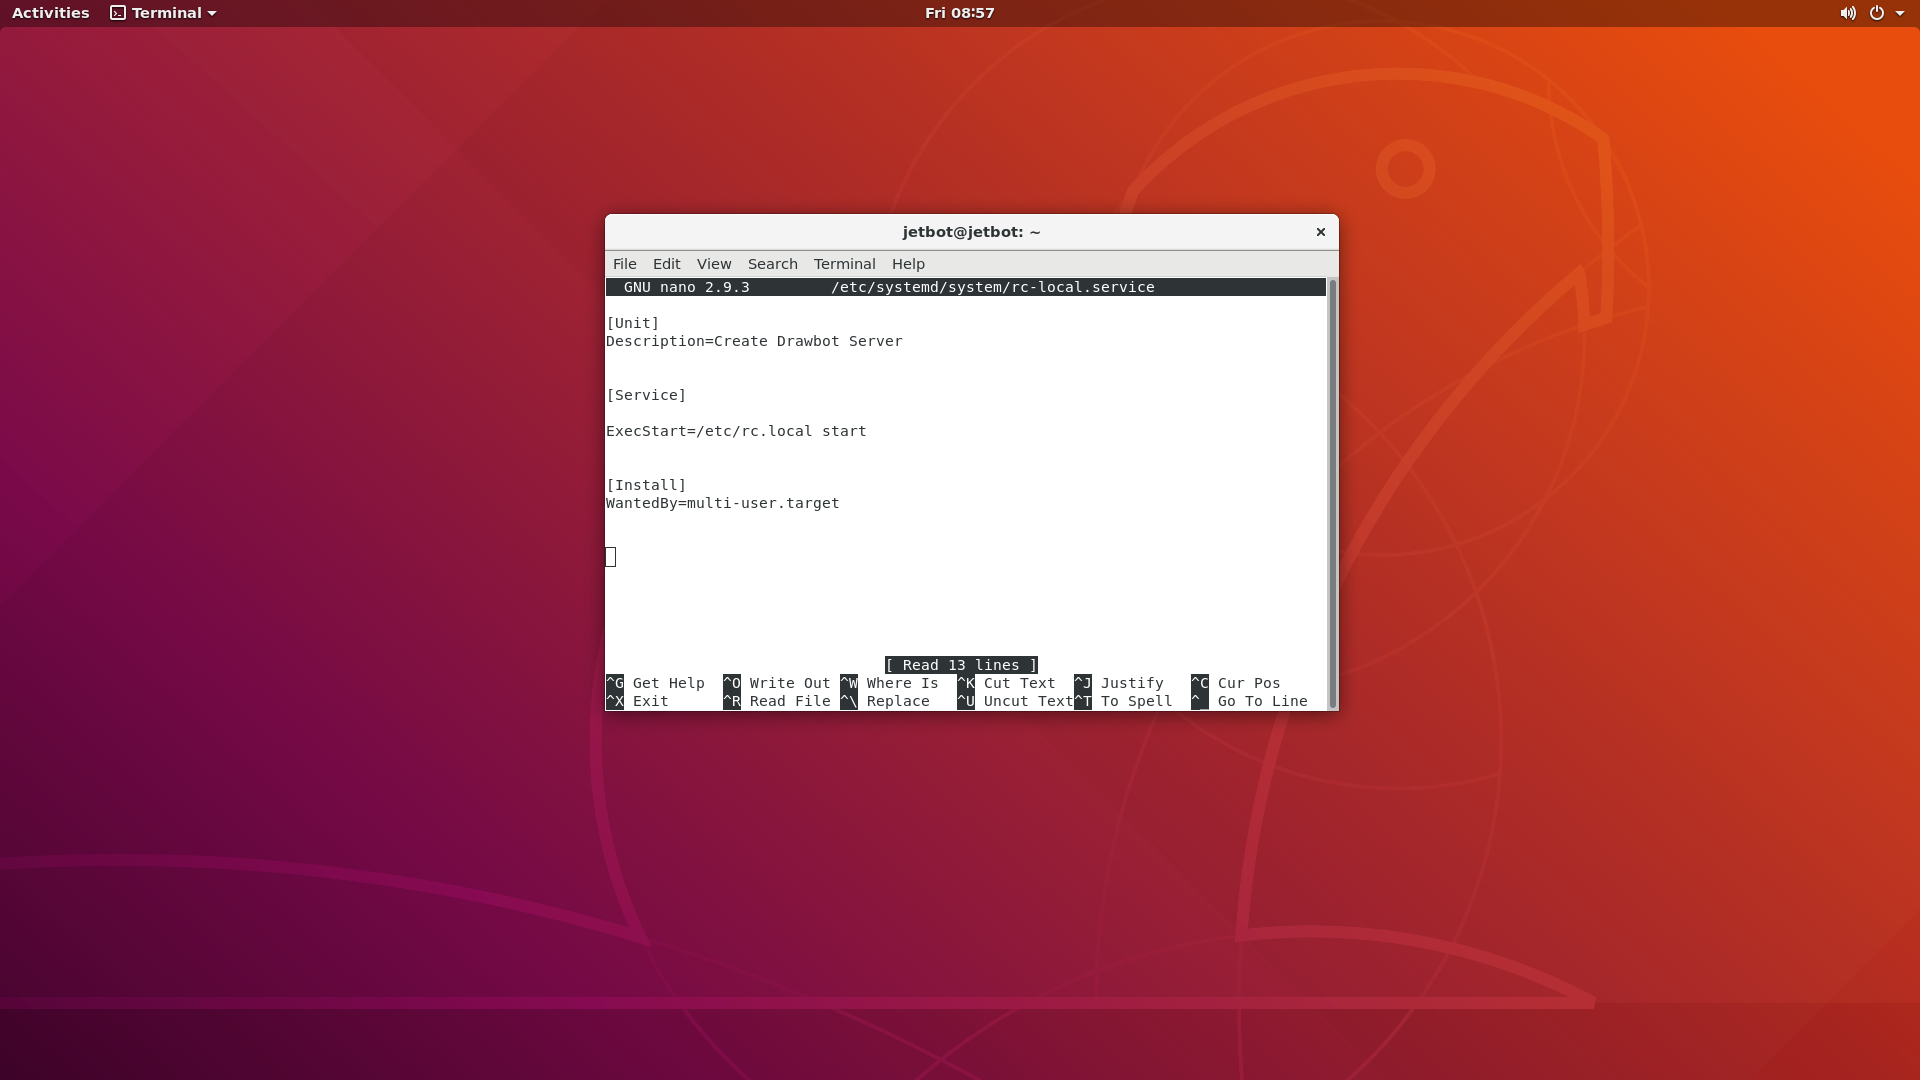 Activities Terminal Fri 08:57
jetbot@jetbot: ~
File Edit View Search Terminal Help
GNU nano 2.9.3 /etc/systemd/system/rc-local.service
[Unit]
Description=Create Drawbot Server
[Service]
ExecStart=/etc/rc.local start
[Install]
WantedBy=multi-user.target
[ Read 13 lines ]
^G Get Help ^O Write Out ^W Where Is ^K Cut Text ^J Justify ^C Cur Pos
^X Exit ^R Read File ^\ Replace ^U Uncut Text ^T To Spell ^_ Go To Line